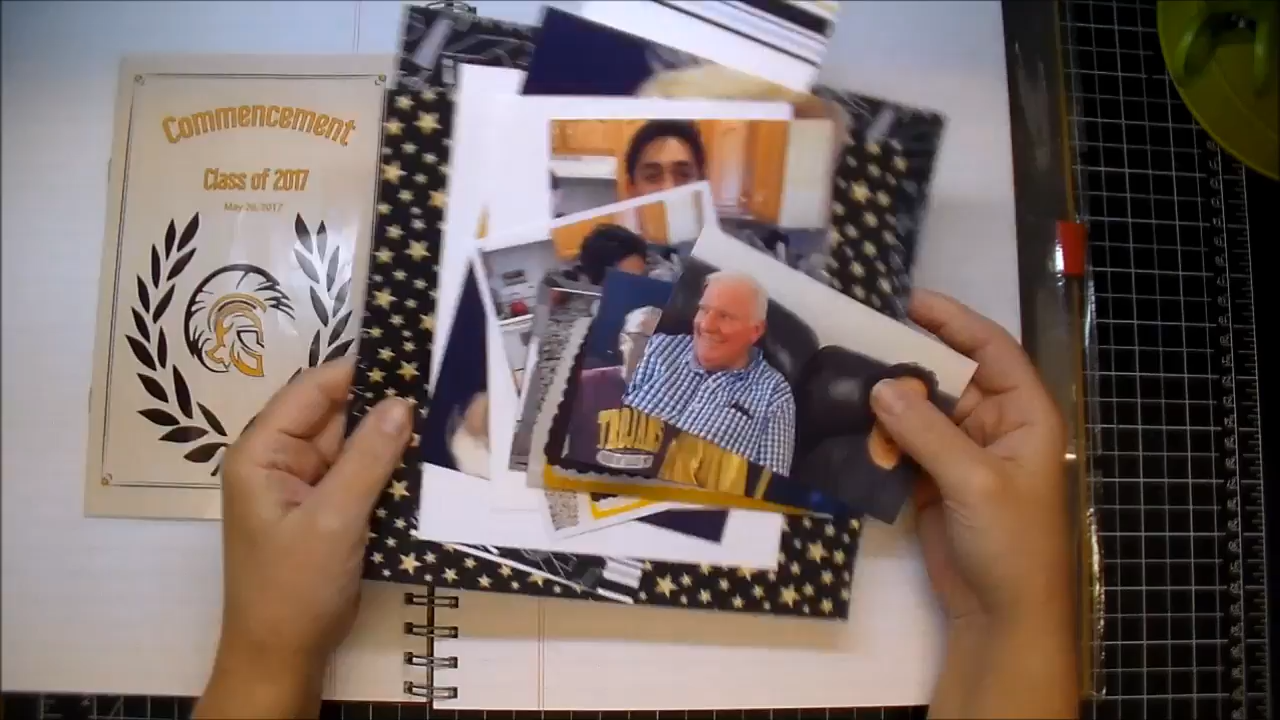 Commencement
Class of 2017
May 26, 2017
G
TROJANS